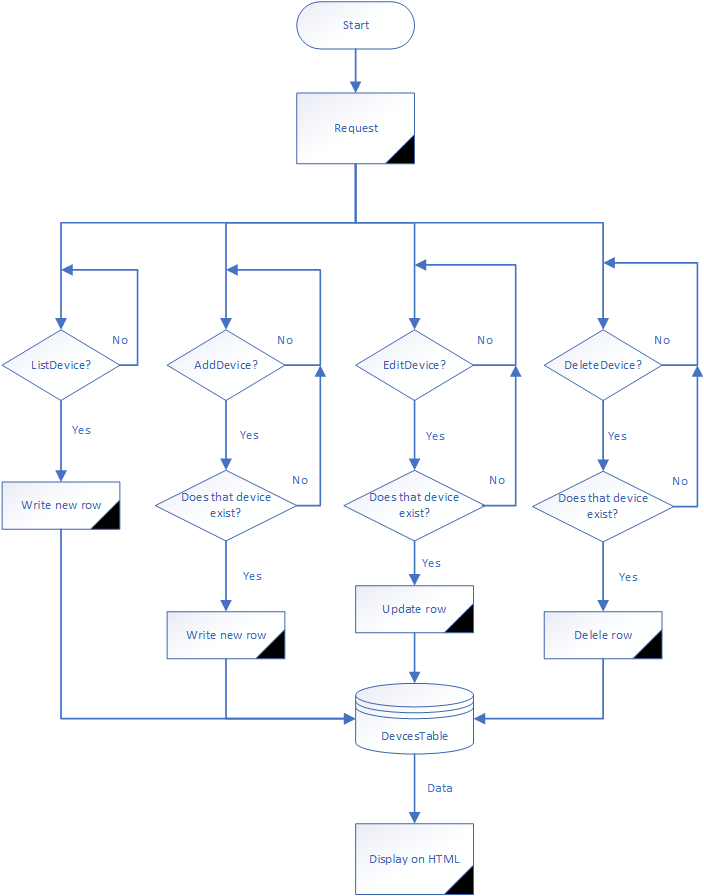 Start
Request
No
No
No
No
ListDevice?
AddDevice?
EditDevice?
DeleteDevice?
Yes
Yes
Yes
Yes
No
No
No
Write new row
Does that device
exist?
Does that device
exist?
Does that device
exist?
Yes
Yes
Yes
Update row
Write new row
Delele row
DevcesTable
Data
Display on HTML